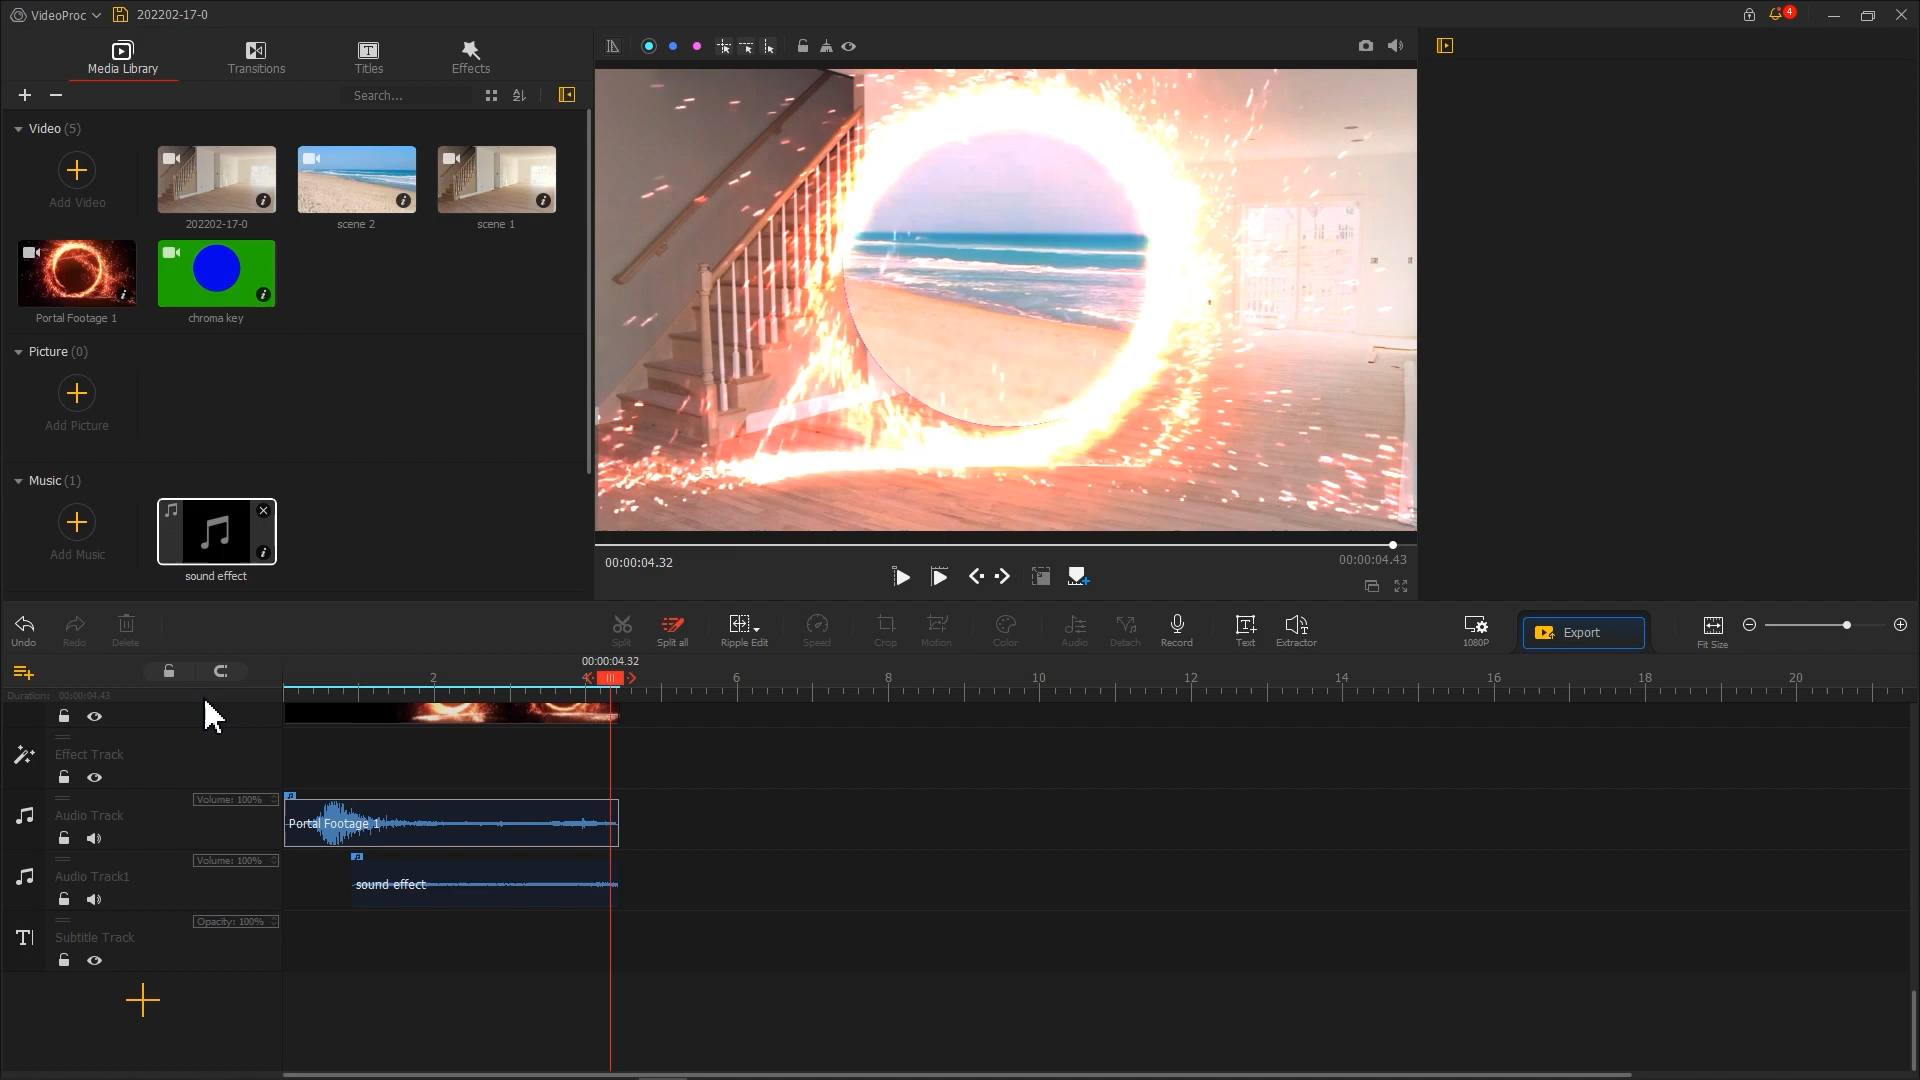 VideoProc
202202-17-0
4
Media Library
Transitions
Titles
Effects
Search...
Video (5)
Add Video
202202-17-0
scene 2
scene 1
Portal Footage 1
chroma key
Picture (0)
Add Picture
Music (1)
Add Music
sound effect
00:00:04.32
00:00:04.43
Undo
Redo
Delete
Split
Split all
Ripple Edit
Speed
Crop
Motion
Color
Audio
Detach
Record
Text
Extractor
1080P
Export
Fit Size
00:00:04.32
2
4
6
8
10
12
14
16
18
20
Duration: 00:00:04.43
Effect Track
Volume: 100%
Audio Track
Portal Footage 1
Volume: 100%
Audio Track1
sound effect
Opacity: 100%
Subtitle Track